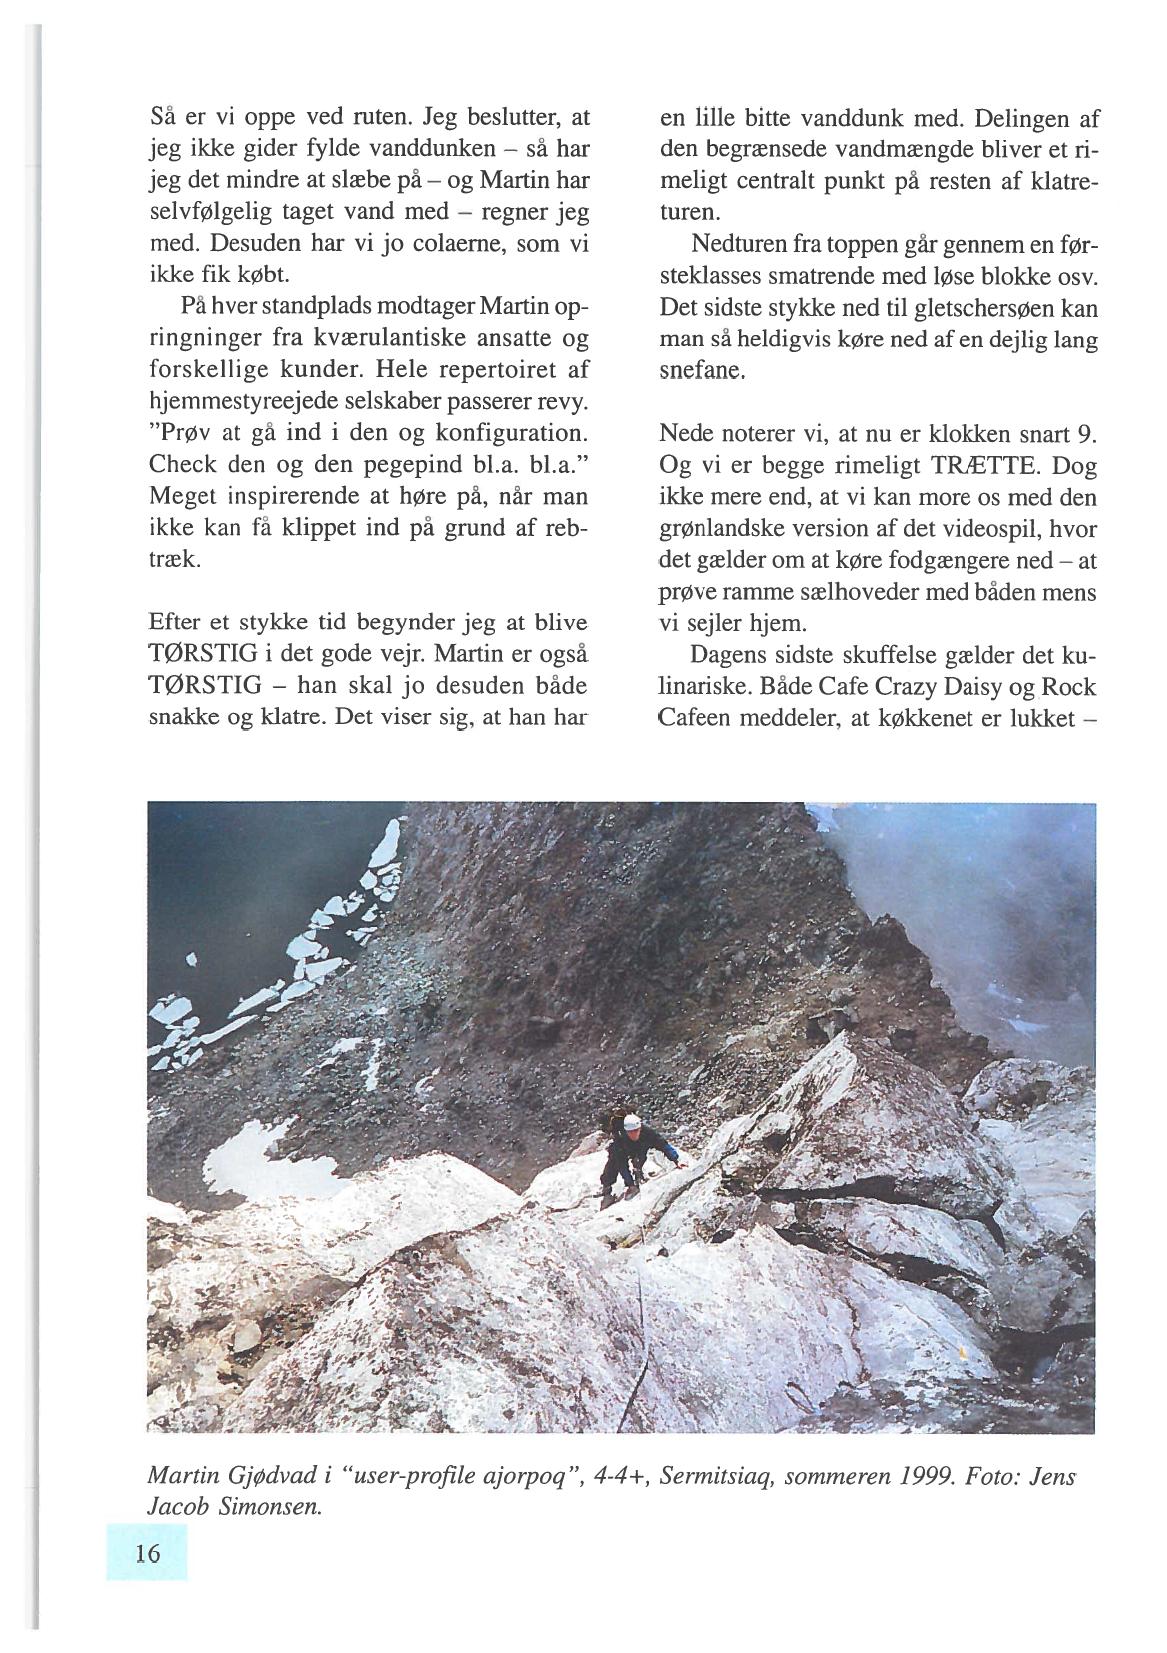 Så er vi oppe ved ruten. Jeg beslutter, at
jeg ikke gider fylde vanddunken – så har
jeg det mindre at slæbe på – og Martin har
selvfølgelig taget vand med – regner jeg
med. Desuden har vi jo colaerne, som vi
ikke fik købt.
På hver standplads modtager Martin op-
ringninger fra kværulantiske ansatte og
forskellige kunder. Hele repertoiret af
hjemmestyreejede selskaber passerer revy.
”Prøv at gå ind i den og konfiguration.
Check den og den pegepind bl.a. bl.a.”
Meget inspirerende at høre på, når man
ikke kan få klippet ind på grund af reb-
træk.
Efter et stykke tid begynder jeg at blive
TØRSTIG i det gode vejr. Martin er også
TØRSTIG – han skal jo desuden både
snakke og klatre. Det viser sig, at han har
en lille bitte vanddunk med. Delingen af
den begrænsede vandmængde bliver et ri-
meligt centralt punkt på resten af klatre-
turen.
Nedturen fra toppen går gennem en før-
steklasses smatrende med løse blokke osv.
Det sidste stykke ned til gletschersøen kan
man så heldigvis køre ned af en dejlig lang
snefane.
Nede noterer vi, at nu er klokken snart 9.
Og vi er begge rimeligt TRÆTTE. Dog
ikke mere end, at vi kan more os med den
grønlandske version af det videospil, hvor
det gælder om at køre fodgængere ned – at
prøve ramme sælhoveder med båden mens
vi sejler hjem.
Dagens sidste skuffelse gælder det ku-
linariske. Både Cafe Crazy Daisy og Rock
Cafeen meddeler, at køkkenet er lukket –
Martin Gjødvad i “user-profile ajorpoq”, 4-4+, Sermitsiaq, sommeren 1999. Foto: Jens
Jacob Simonsen.
16